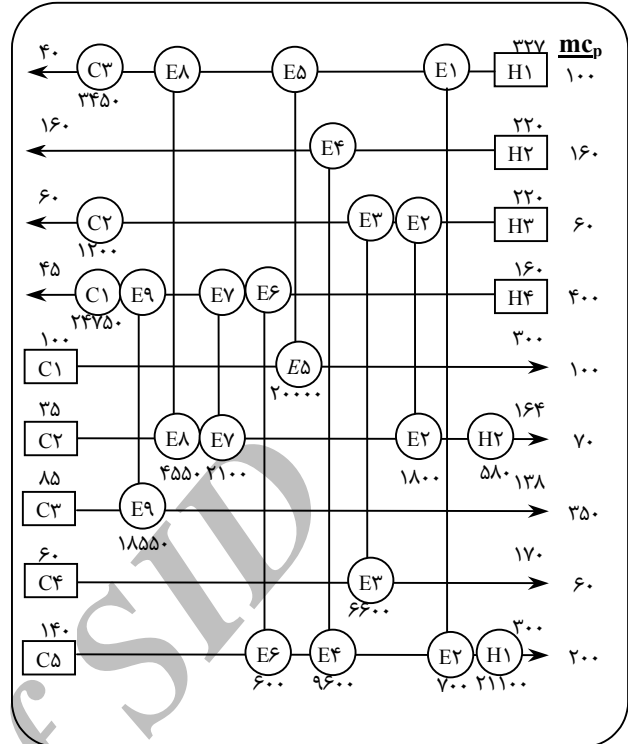 mcp
۴۰ ۳۲۷
C۳ E۸ E۵ E۱ H۱ ۱۰۰
۳۴۵۰
۱۶۰ ۲۲۰
E۴ H۲ ۱۶۰
۶۰ ۲۲۰
C۲ E۳ E۲ H۳ ۶۰
۱۲۰۰
۴۵ ۱۶۰
C۱ E۹ E۷ E۶ H۴ ۴۰۰
۲۴۷۵۰
۱۰۰ ۳۰۰
C۱ E۵ ۱۰۰
۲۰۰۰۰
۳۵ ۱۶۴
C۲ E۸ E۷ E۲ H۲ ۷۰
۴۵۵۰ ۲۱۰۰ ۱۸۰۰ ۵۸۰
۸۵ ۱۳۸
C۳ E۹ ۳۵۰
۱۸۵۵۰
۶۰ ۱۷۰
C۴ E۳ ۶۰
۶۶۰۰
۱۴۰ ۳۰۰
C۵ E۶ E۴ E۲ H۱ ۲۰۰
۶۰۰ ۹۶۰۰ ۷۰۰ ۲۱۱۰۰
f SID